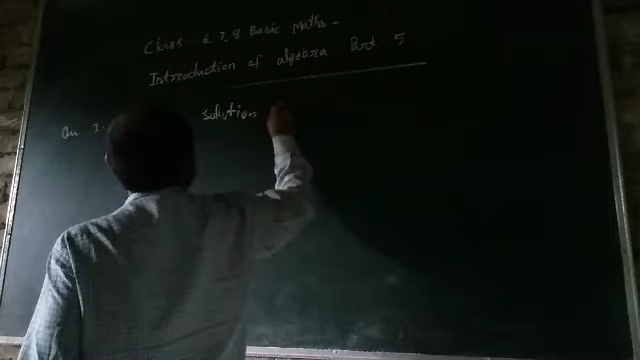 Class 6, 7, 8 Basic Maths -
Introduction of algebra Part. 5
Qu 3.
Solution